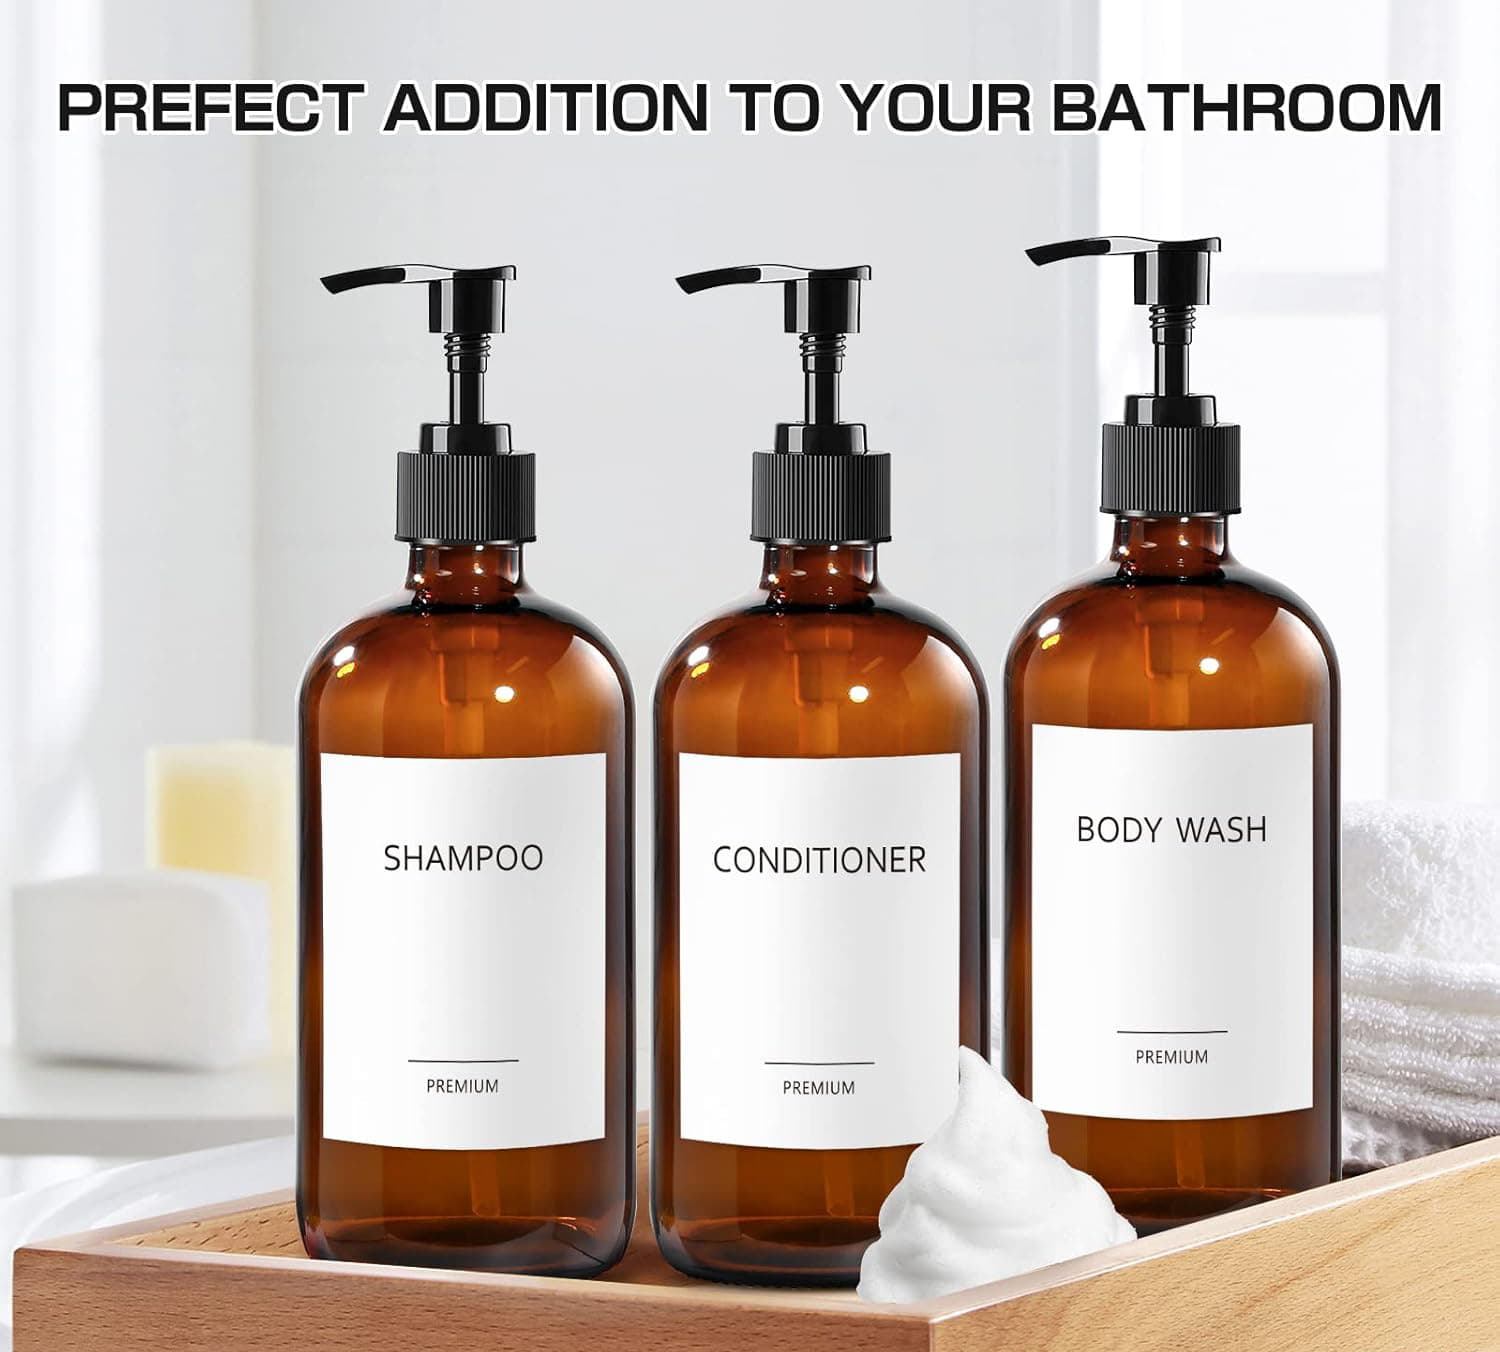 PREFECT ADDITION TO YOUR BATHROOM
SHAMPOO
PREMIUM
CONDITIONER
PREMIUM
BODY WASH
PREMIUM